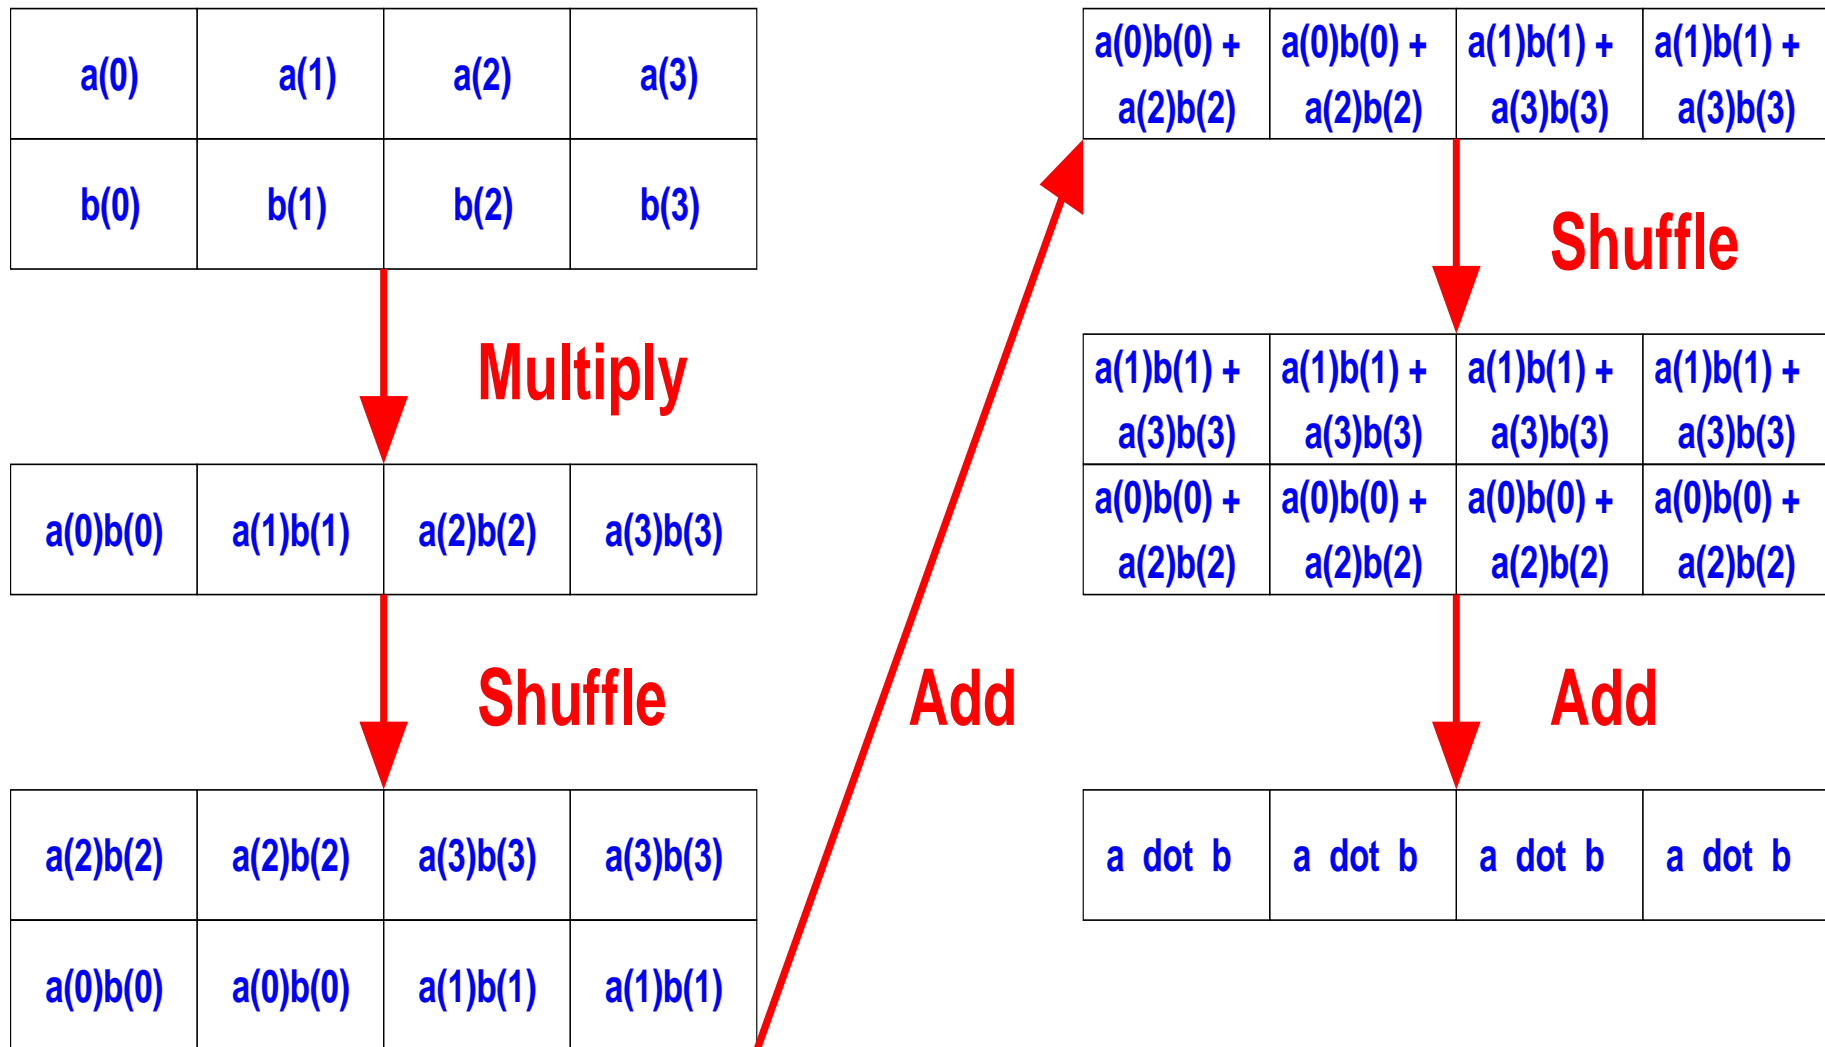 a(0) a(1) a(2) a(3)
b(0) b(1) b(2) b(3)
Multiply
a(0)b(0) a(1)b(1) a(2)b(2) a(3)b(3)
Shuffle
a(2)b(2) a(2)b(2) a(3)b(3) a(3)b(3)
a(0)b(0) a(0)b(0) a(1)b(1) a(1)b(1)
Add
a(0)b(0) + a(0)b(0) + a(1)b(1) + a(1)b(1) +
a(2)b(2) a(2)b(2) a(3)b(3) a(3)b(3)
Shuffle
a(1)b(1) + a(1)b(1) + a(1)b(1) + a(1)b(1) +
a(3)b(3) a(3)b(3) a(3)b(3) a(3)b(3)
a(0)b(0) + a(0)b(0) + a(0)b(0) + a(0)b(0) +
a(2)b(2) a(2)b(2) a(2)b(2) a(2)b(2)
Add
a dot b a dot b a dot b a dot b